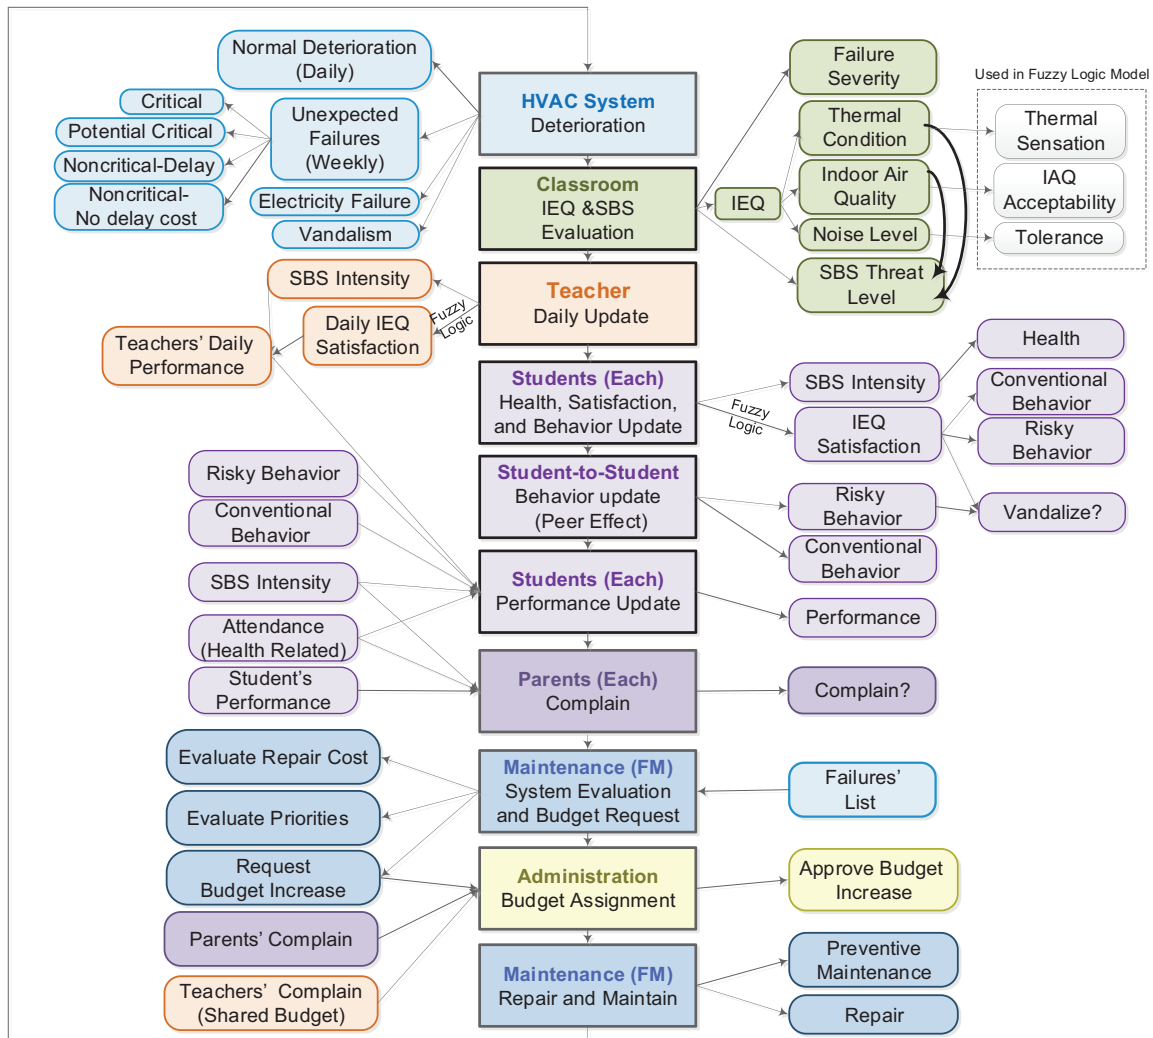 Normal Deterioration
(Daily)
Critical
Potential Critical
Noncritical-Delay
Noncritical-
No delay cost
Unexpected
Failures
(Weekly)
Electricity Failure
Vandalism
HVAC System
Deterioration
Failure
Severity
Used in Fuzzy Logic Model
Thermal
Condition
Thermal
Sensation
Classroom
IEQ &SBS
Evaluation
IEQ
Indoor Air
Quality
IAQ
Acceptability
Noise Level
Tolerance
SBS Threat
Level
SBS Intensity
Fuzzy
Logic
Daily IEQ
Satisfaction
Teachers’ Daily
Performance
Teacher
Daily Update
Students (Each)
Health, Satisfaction,
and Behavior Update
Fuzzy
Logic
SBS Intensity
IEQ
Satisfaction
Health
Conventional
Behavior
Risky
Behavior
Vandalize?
Risky Behavior
Conventional
Behavior
SBS Intensity
Attendance
(Health Related)
Student’s
Performance
Student-to-Student
Behavior update
(Peer Effect)
Risky
Behavior
Conventional
Behavior
Students (Each)
Performance Update
Performance
Parents (Each)
Complain
Complain?
Evaluate Repair Cost
Evaluate Priorities
Request
Budget Increase
Parents’ Complain
Teachers’ Complain
(Shared Budget)
Maintenance (FM)
System Evaluation
and Budget Request
Failures’
List
Administration
Budget Assignment
Approve Budget
Increase
Maintenance (FM)
Repair and Maintain
Preventive
Maintenance
Repair